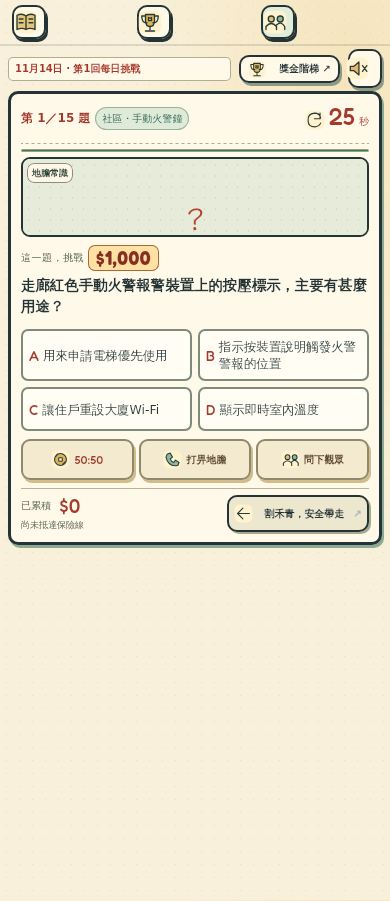 11月14日・第1回每日挑戰
獎金階梯 ↗
第 1／15 題
社區・手動火警鐘
25 秒
地膽常識
?
這一題，挑戰 $1,000
走廊紅色手動火警報警裝置上的按壓標示，主要有甚麼
用途？
A 用來申請電梯優先使用
B 指示按裝置說明觸發火警
警報的位置
C 讓住戶重設大廈Wi-Fi
D 顯示即時室內溫度
50:50
打畀地膽
問下觀眾
已累積 $0
尚未抵達保險線
割禾青，安全帶走 ↗